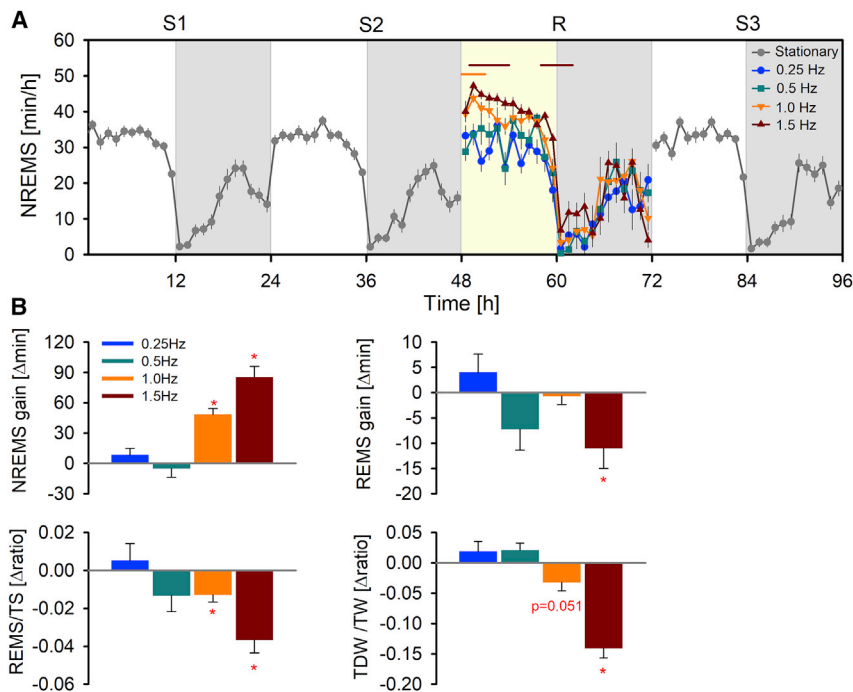 A
S1 S2 R S3
NREMS [min/h]
60
50
40
30
20
10
0
Stationary
0.25 Hz
0.5 Hz
1.0 Hz
1.5 Hz
12 24 36 48 60 72 84 96
Time [h]
B
NREMS gain [Δmin]
120
90
60
30
0
-30
0.25Hz
0.5Hz
1.0Hz
1.5Hz
*
*
REMS gain [Δmin]
10
5
0
-5
-10
-15
-20
*
REMS/TS [Δratio]
0.02
0.00
-0.02
-0.04
-0.06
*
*
TDW /TW [Δratio]
0.05
0.00
-0.05
-0.10
-0.15
-0.20
p=0.051
*